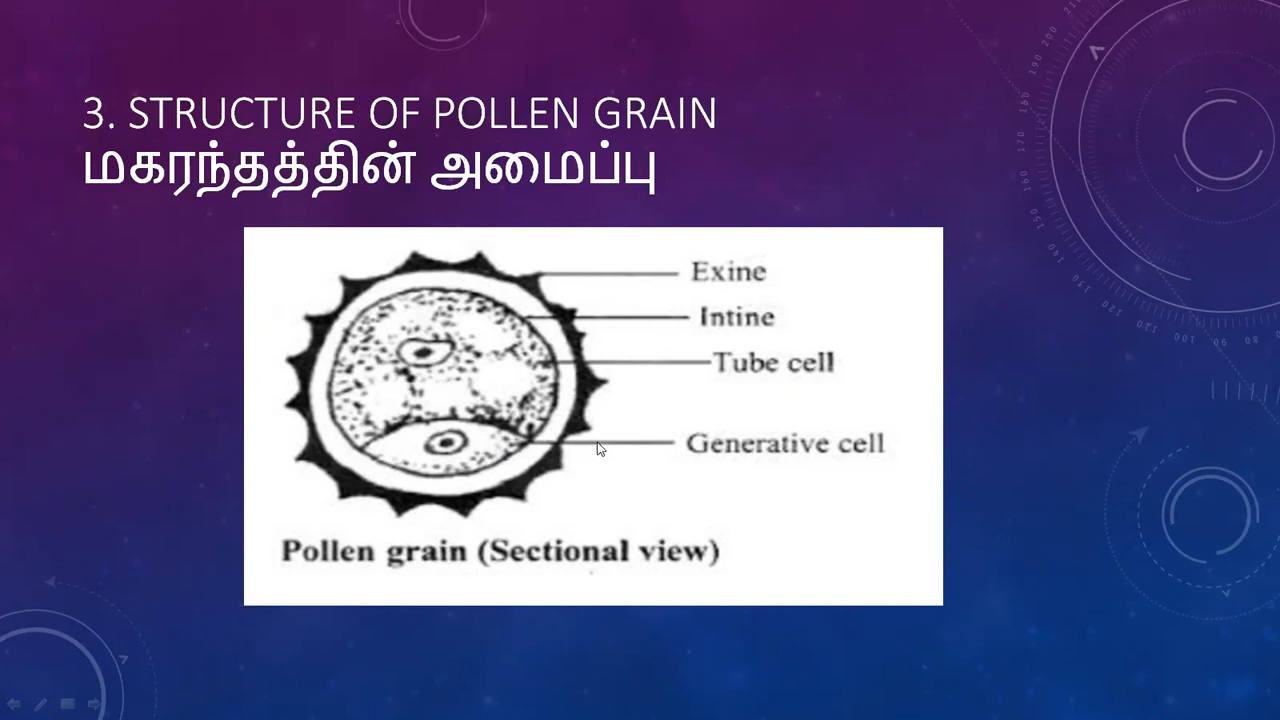 3. STRUCTURE OF POLLEN GRAIN
மகரந்தத்தின் அமைப்பு
Exine
Intine
Tube cell
Generative cell
Pollen grain (Sectional view)